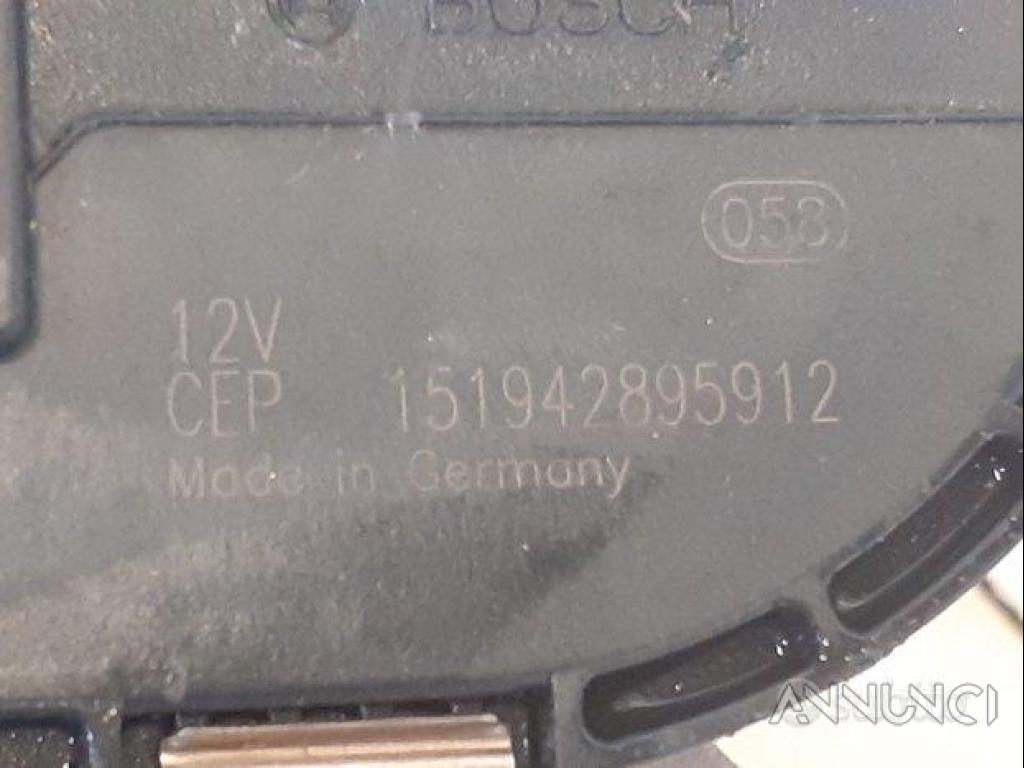 BOSCH
058
12V
CEP 151942895912
Made in Germany
ANNUNCI